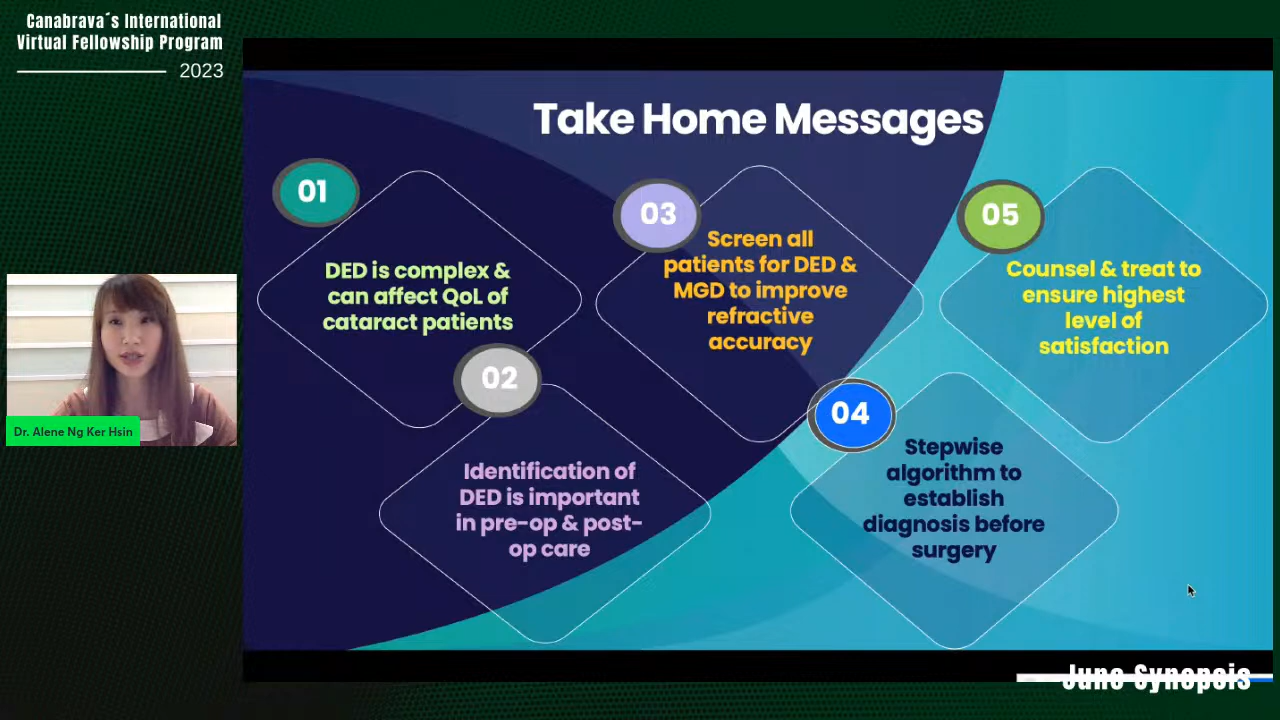 Canabrava´s International
Virtual Fellowship Program
2023
Take Home Messages
01
DED is complex &
can affect QoL of
cataract patients
02
Identification of
DED is important
in pre-op & post-
op care
03
Screen all
patients for DED &
MGD to improve
refractive
accuracy
04
Stepwise
algorithm to
establish
diagnosis before
surgery
05
Counsel & treat to
ensure highest
level of
satisfaction
Dr. Alene Ng Ker Hsin
June Synopsis